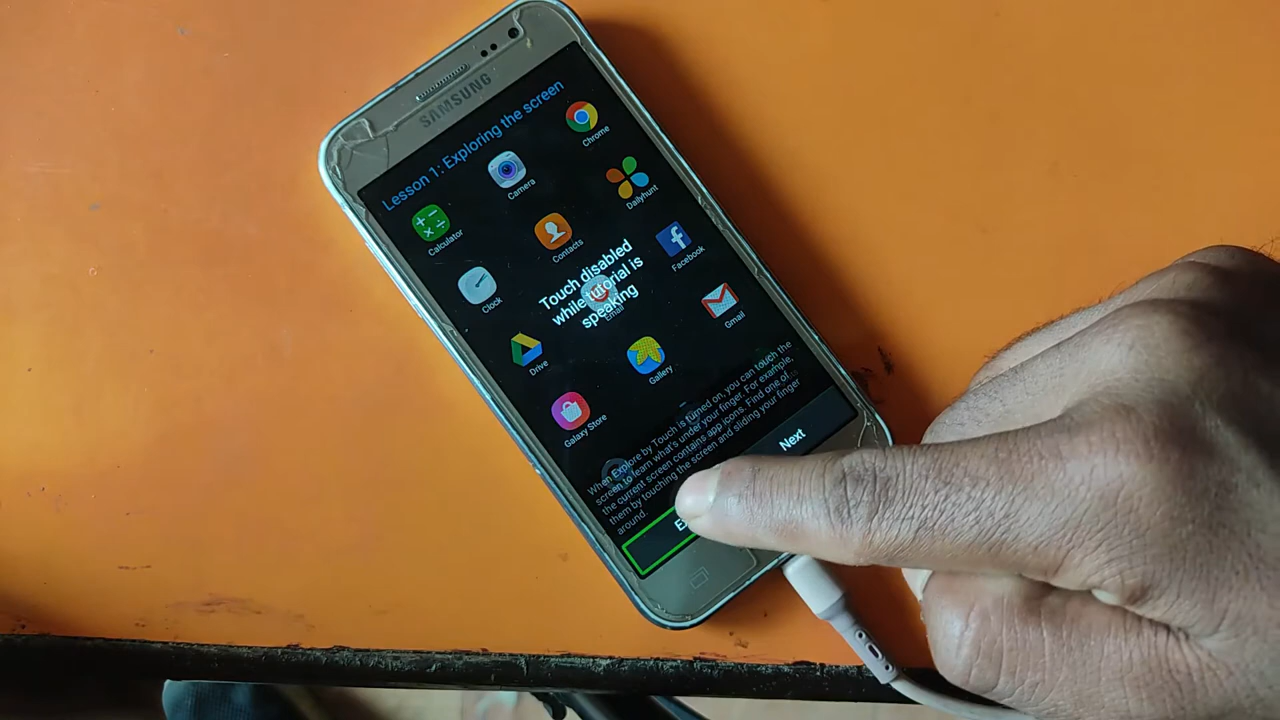 SAMSUNG
Lesson 1: Exploring the screen
Calculator
Camera
Chrome
Clock
Contacts
Dailyhunt
Drive
Email
Facebook
Galaxy Store
Gallery
Gmail
Touch disabled
while tutorial is
speaking
When Explore by Touch is turned on, you can touch the
screen to learn what's under your finger. For example,
the current screen contains app icons. Find one of
them by touching the screen and sliding your finger
around.
Next